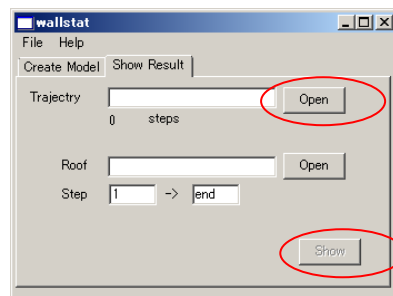 wallstat
File Help
Create Model Show Result
Trajectry Open
0 steps
Roof Open
Step 1 -> end
Show